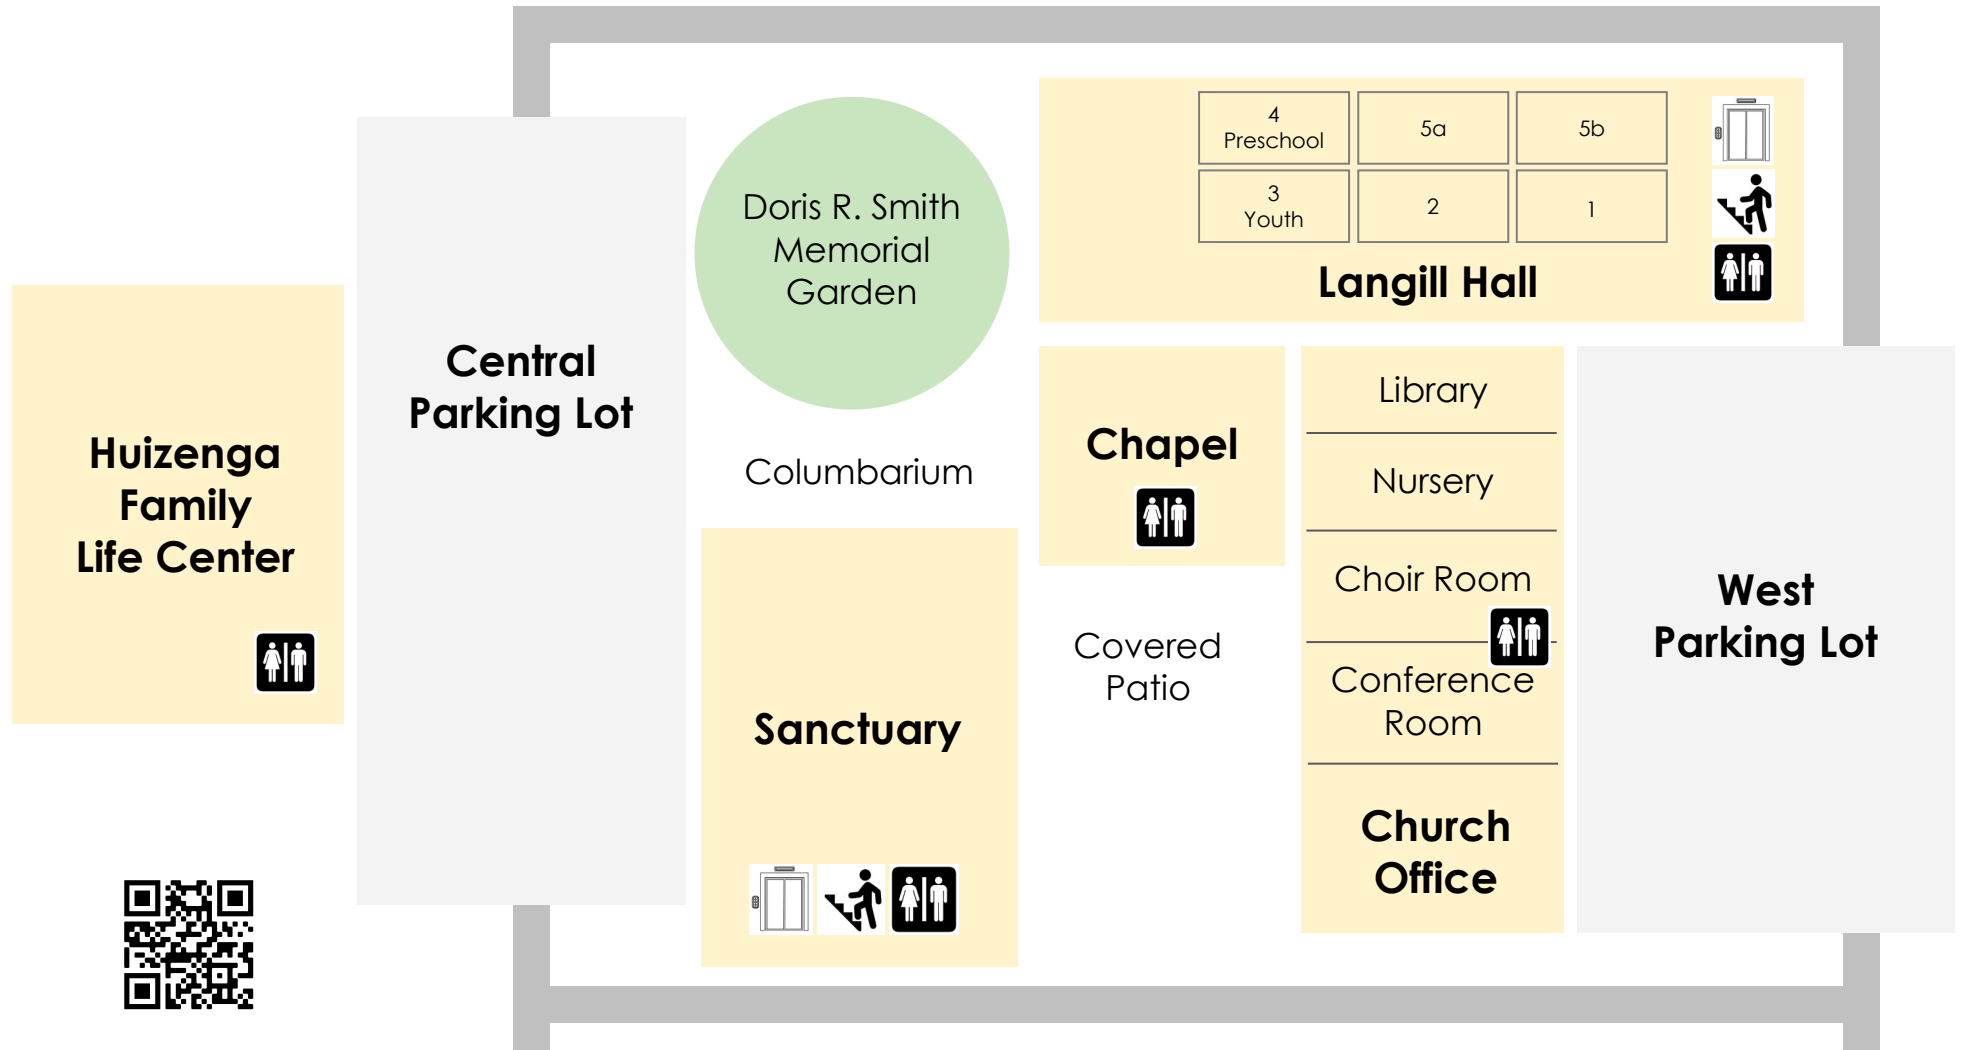 Huizenga
Family
Life Center
Central
Parking Lot
Doris R. Smith
Memorial
Garden
Columbarium
Sanctuary
4
Preschool
5a
5b
3
Youth
2
1
Langill Hall
Chapel
Covered
Patio
Library
Nursery
Choir Room
Conference
Room
Church
Office
West
Parking Lot